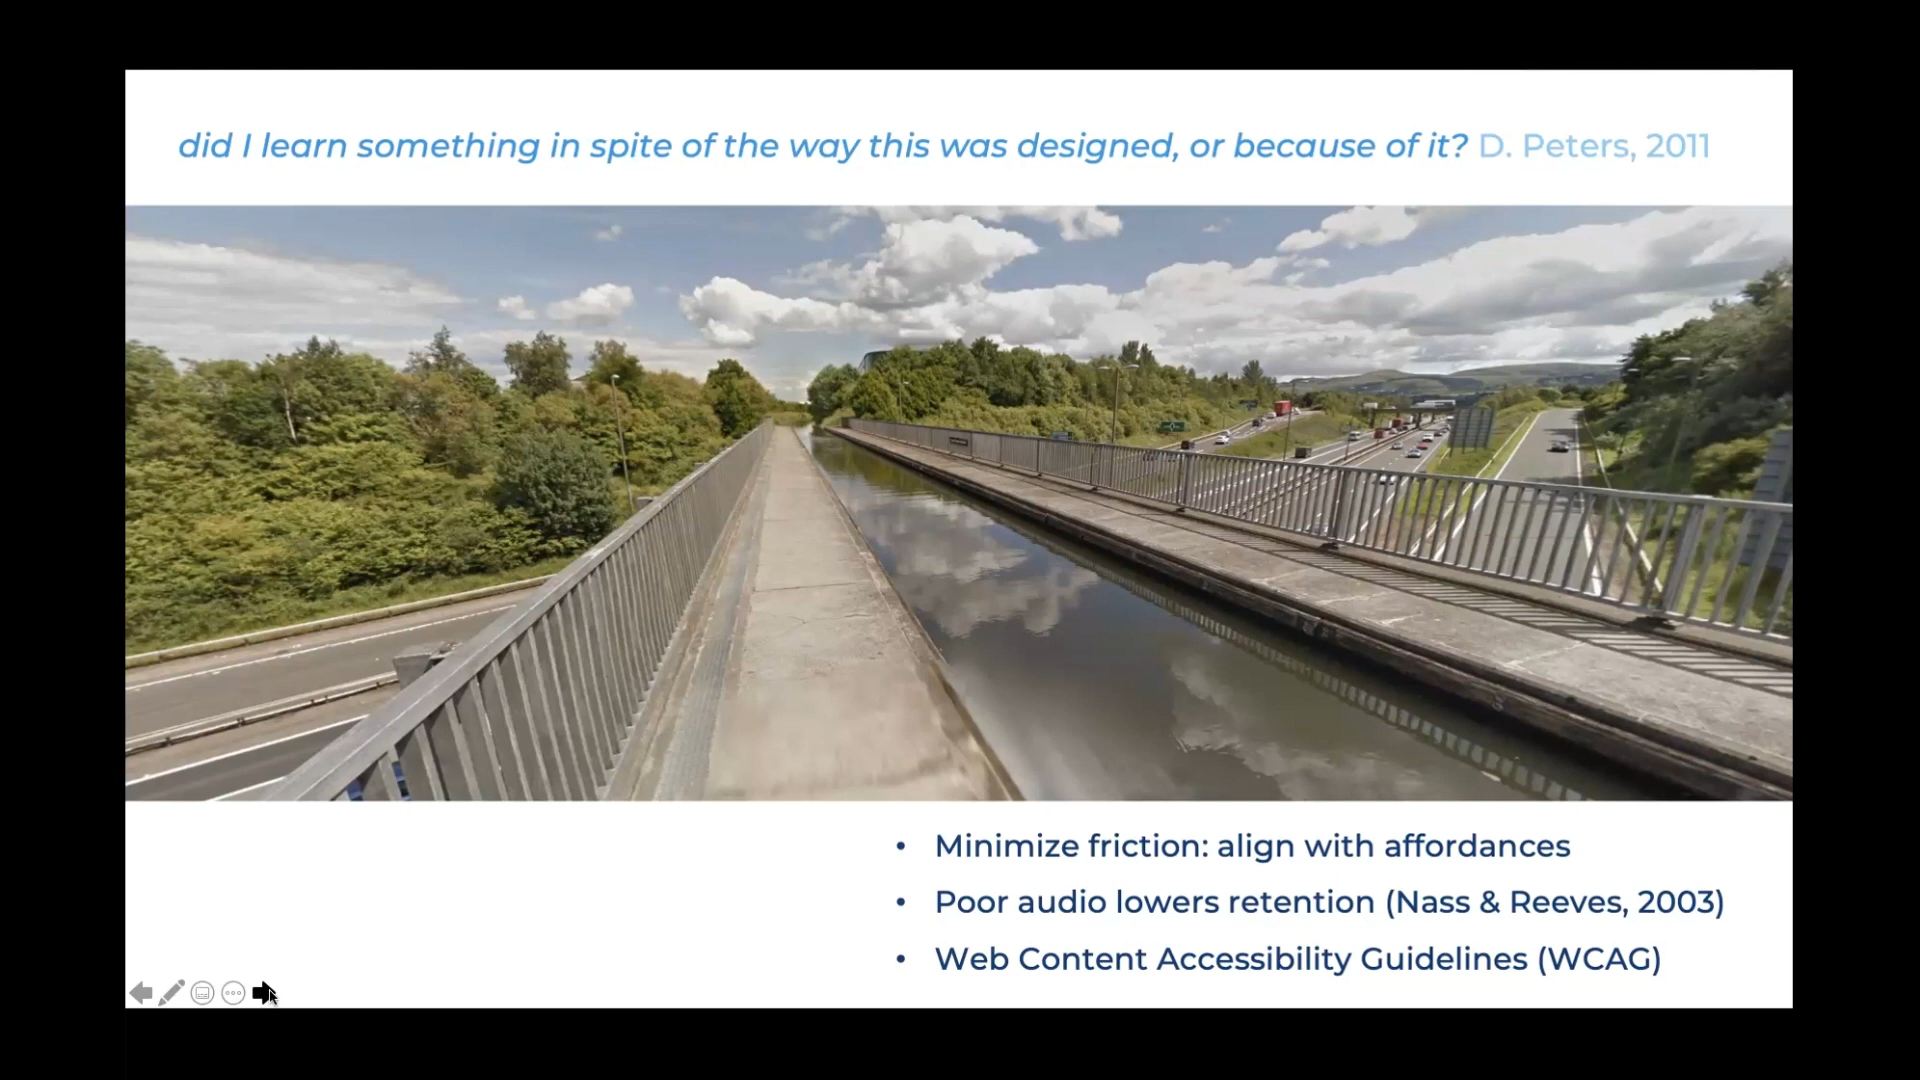 did I learn something in spite of the way this was designed, or because of it? D. Peters, 2011
• Minimize friction: align with affordances
• Poor audio lowers retention (Nass & Reeves, 2003)
• Web Content Accessibility Guidelines (WCAG)